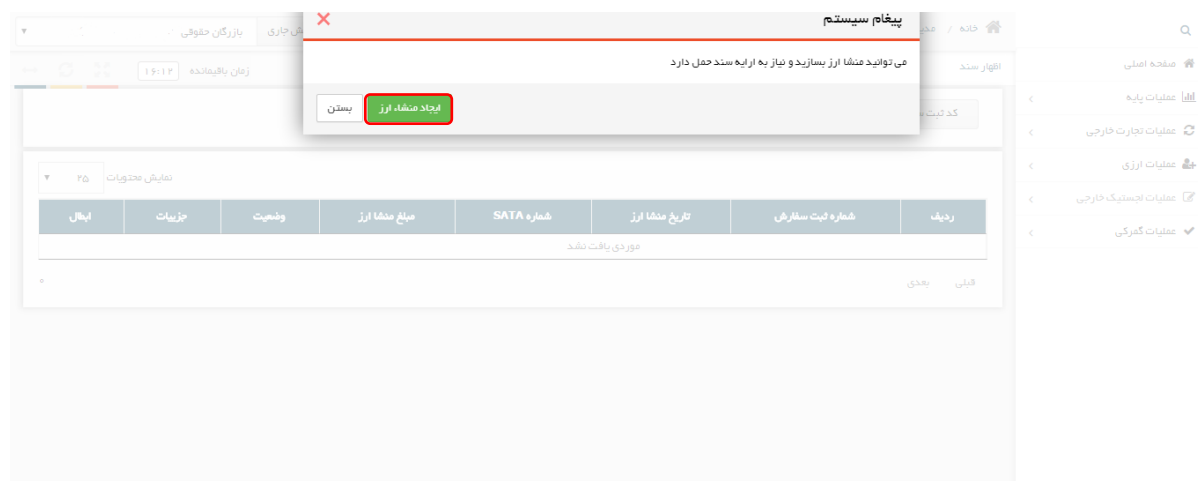 پیغام سیستم
می توانید منشا ارز بسازید و نیاز به ارایه سند حمل دارد
ایجاد منشاء ارز
بستن
خانه /
بازرگان حقوقی
اظهار سند
زمان باقیمانده ۱۶:۱۲
کد ثبت
صفحه اصلی
عملیات پایه
عملیات تجارت خارجی
عملیات ارزی
عملیات لجستیک خارجی
عملیات گمرکی
نمایش محتویات ۲۵
ردیف شماره ثبت سفارش تاریخ منشا ارز شماره SATA مبلغ منشا ارز وضعیت جزییات ابطال
موردی یافت نشد
قبلی بعدی
۰